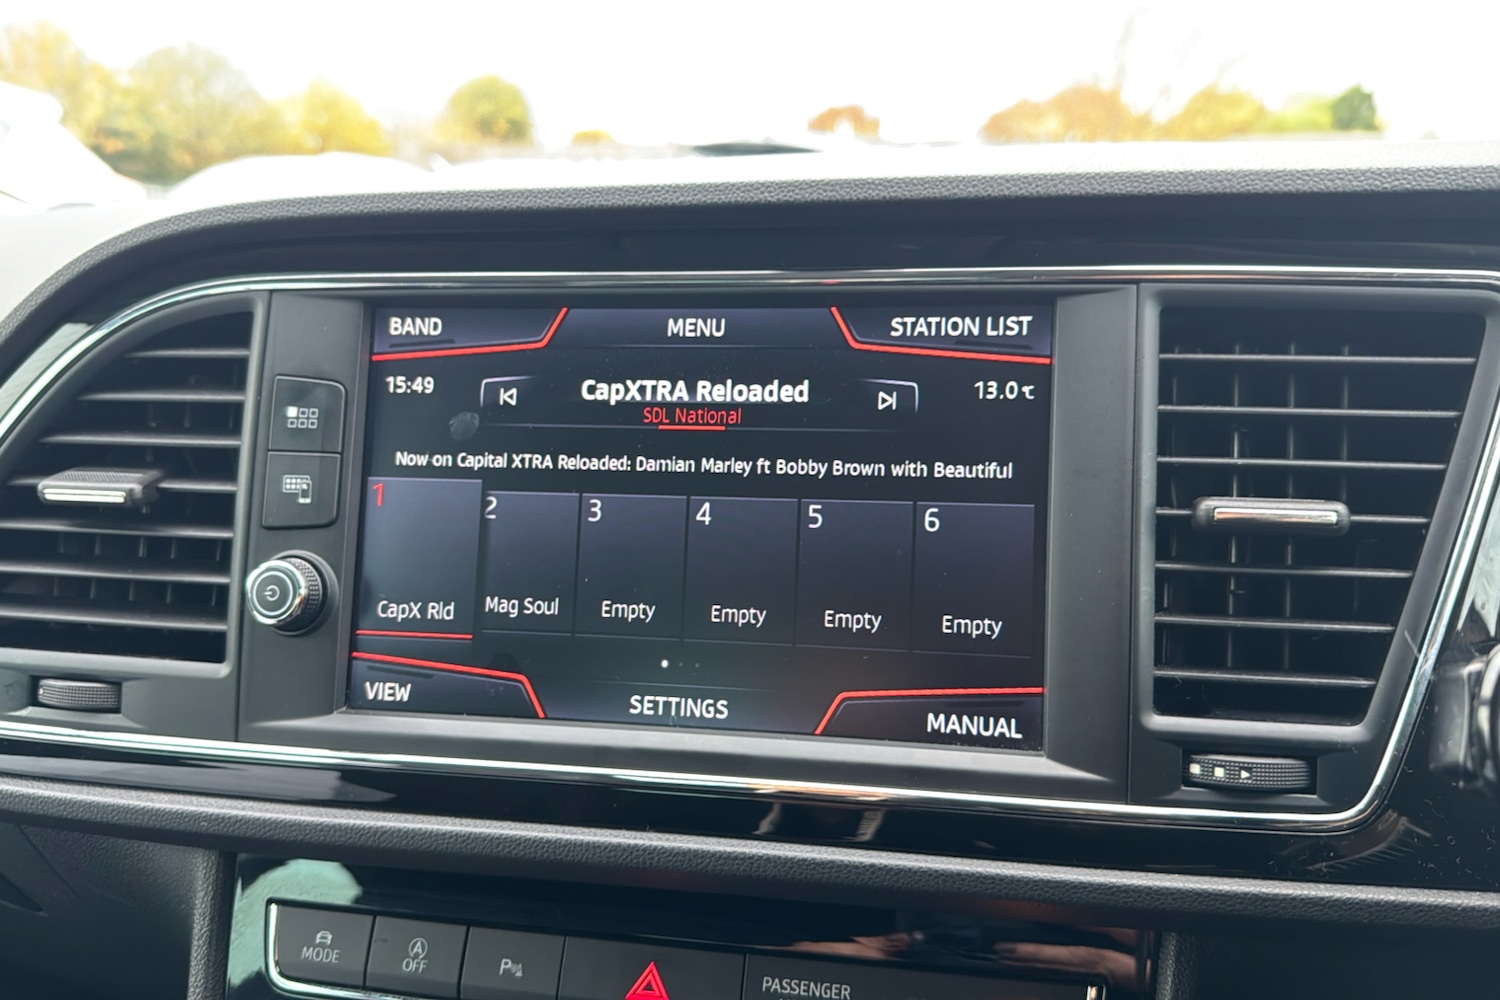 BAND MENU STATION LIST
15:49 CapXTRA Reloaded 13.0℃
SDL National
Now on Capital XTRA Reloaded: Damian Marley ft Bobby Brown with Beautiful
1 2 3 4 5 6
CapX Rld Mag Soul Empty Empty Empty Empty
VIEW SETTINGS MANUAL
MODE A OFF P PASSENGER